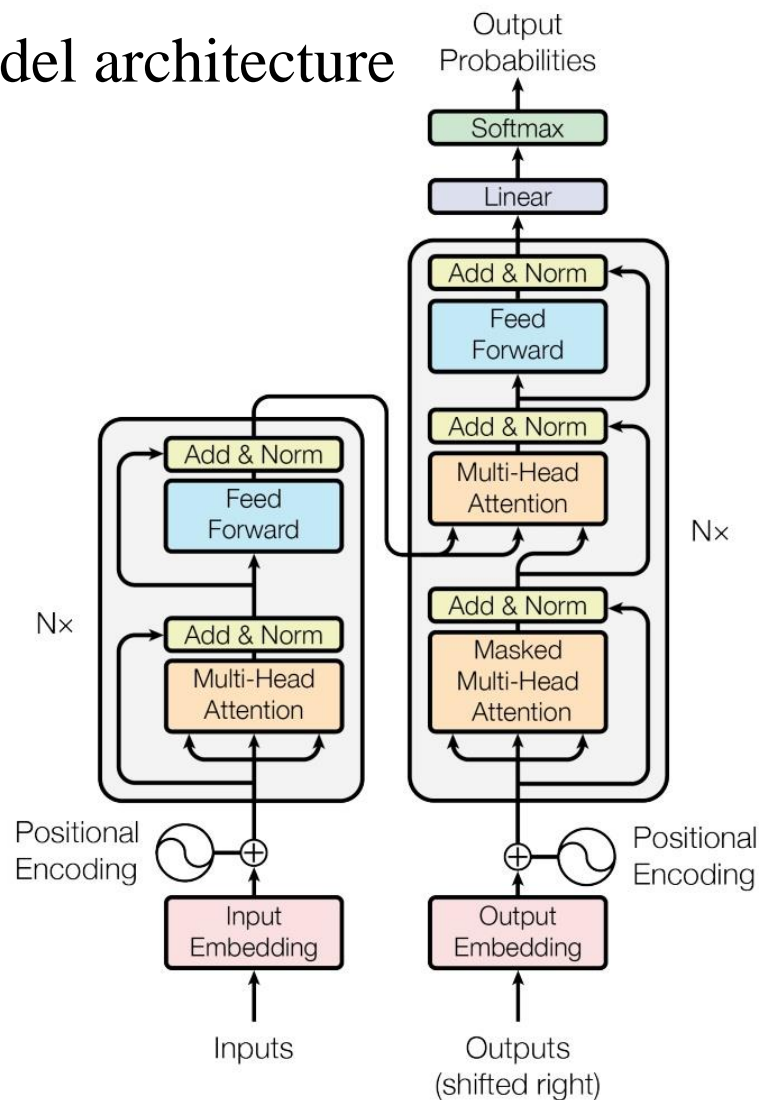 del architecture
Output
Probabilities
Softmax
Linear
Add & Norm
Feed
Forward
Add & Norm
Multi-Head
Attention
Nx
Add & Norm
Masked
Multi-Head
Attention
Add & Norm
Feed
Forward
Nx
Add & Norm
Multi-Head
Attention
Positional
Encoding
Positional
Encoding
Input
Embedding
Output
Embedding
Inputs
Outputs
(shifted right)